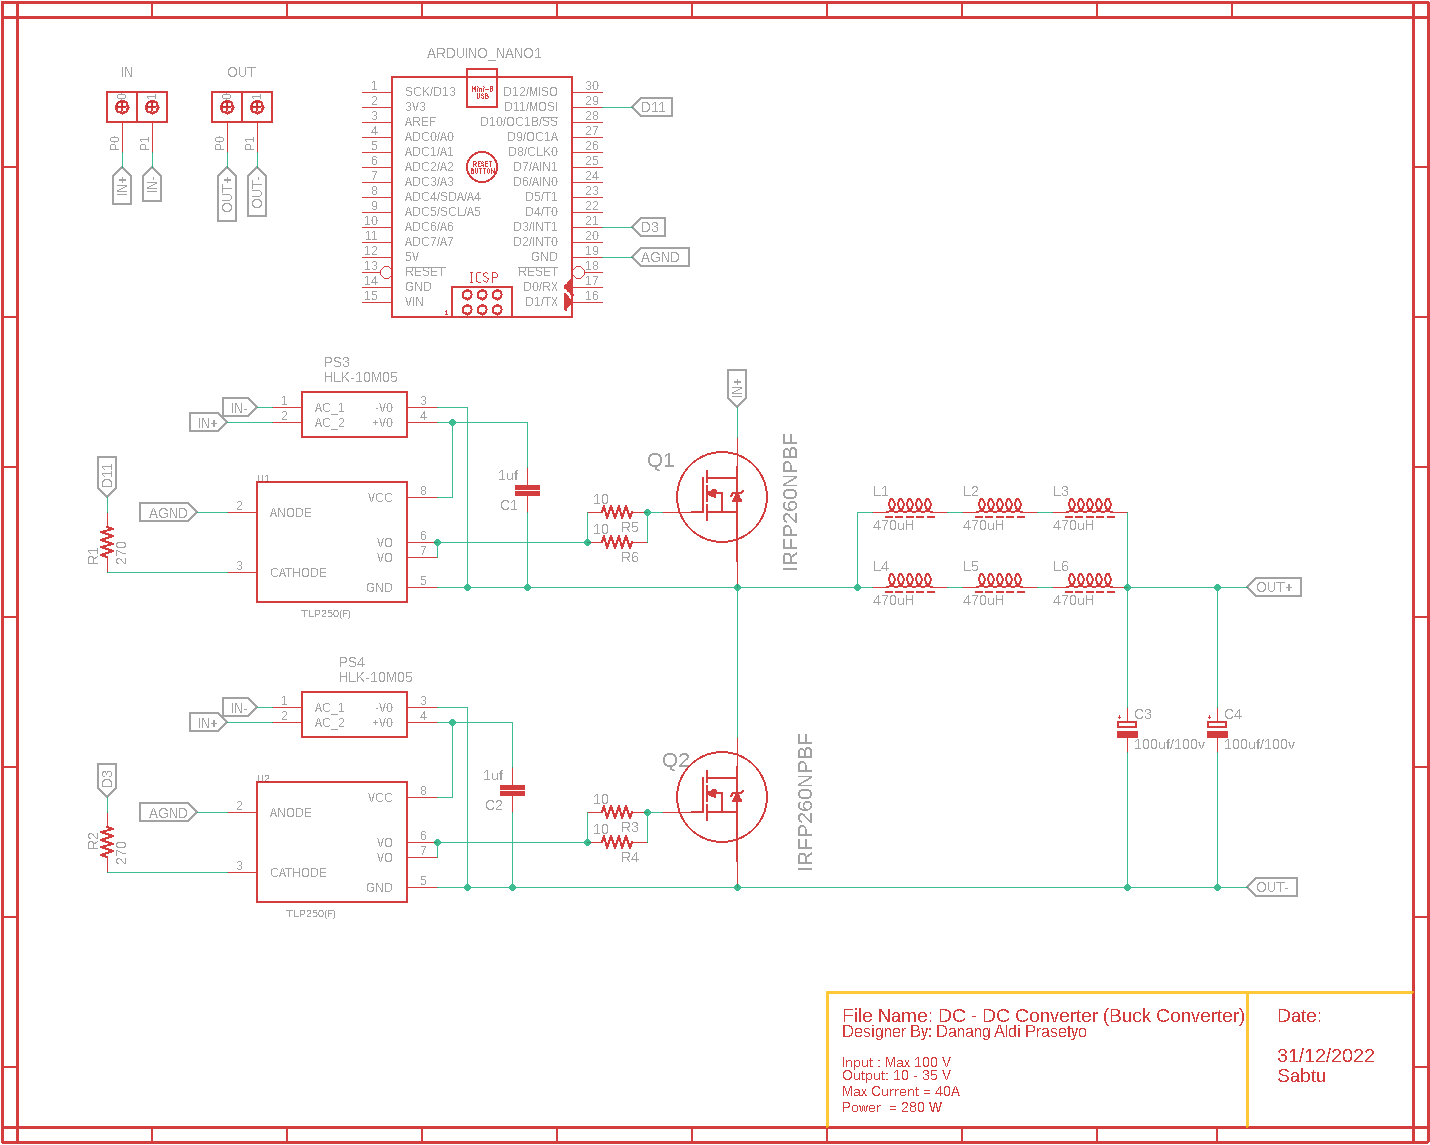 ARDUINO_NANO1
IN
OUT
0 1
0 1
P0 P1
P0 P1
IN+ IN-
OUT+ OUT-
1 SCK/D13
2 3V3
3 AREF
4 ADC0/A0
5 ADC1/A1
6 ADC2/A2
7 ADC3/A3
8 ADC4/SDA/A4
9 ADC5/SCL/A5
10 ADC6/A6
11 ADC7/A7
12 5V
13 RESET
14 GND
15 VIN
Mini-B
USB
RESET
BUTTON
ICSP
1
D12/MISO 30
D11/MOSI 29 D11
D10/OC1B/SS 28
D9/OC1A 27
D8/CLK0 26
D7/AIN1 25
D6/AIN0 24
D5/T1 23
D4/T0 22
D3/INT1 21 D3
D2/INT0 20
GND 19 AGND
RESET 18
D0/RX 17
D1/TX 16
PS3
HLK-10M05
IN- 1 AC_1 -V0 3
IN+ 2 AC_2 +V0 4
D11
R1
270
U1
VCC 8
AGND 2 ANODE
VO 6
VO 7
3 CATHODE
GND 5
TLP250(F)
1uf
C1
10
R5
10
R6
IN+
Q1
IRFP260NPBF
L1 L2 L3
470uH 470uH 470uH
L4 L5 L6
470uH 470uH 470uH
OUT+
PS4
HLK-10M05
IN- 1 AC_1 -V0 3
IN+ 2 AC_2 +V0 4
D3
R2
270
U2
VCC 8
AGND 2 ANODE
VO 6
VO 7
3 CATHODE
GND 5
TLP250(F)
1uf
C2
10
R3
10
R4
Q2
IRFP260NPBF
+ C3
100uf/100v
+ C4
100uf/100v
OUT-
File Name: DC - DC Converter (Buck Converter)
Designer By: Danang Aldi Prasetyo
Input : Max 100 V
Output: 10 - 35 V
Max Current = 40A
Power = 280 W
Date:
31/12/2022
Sabtu